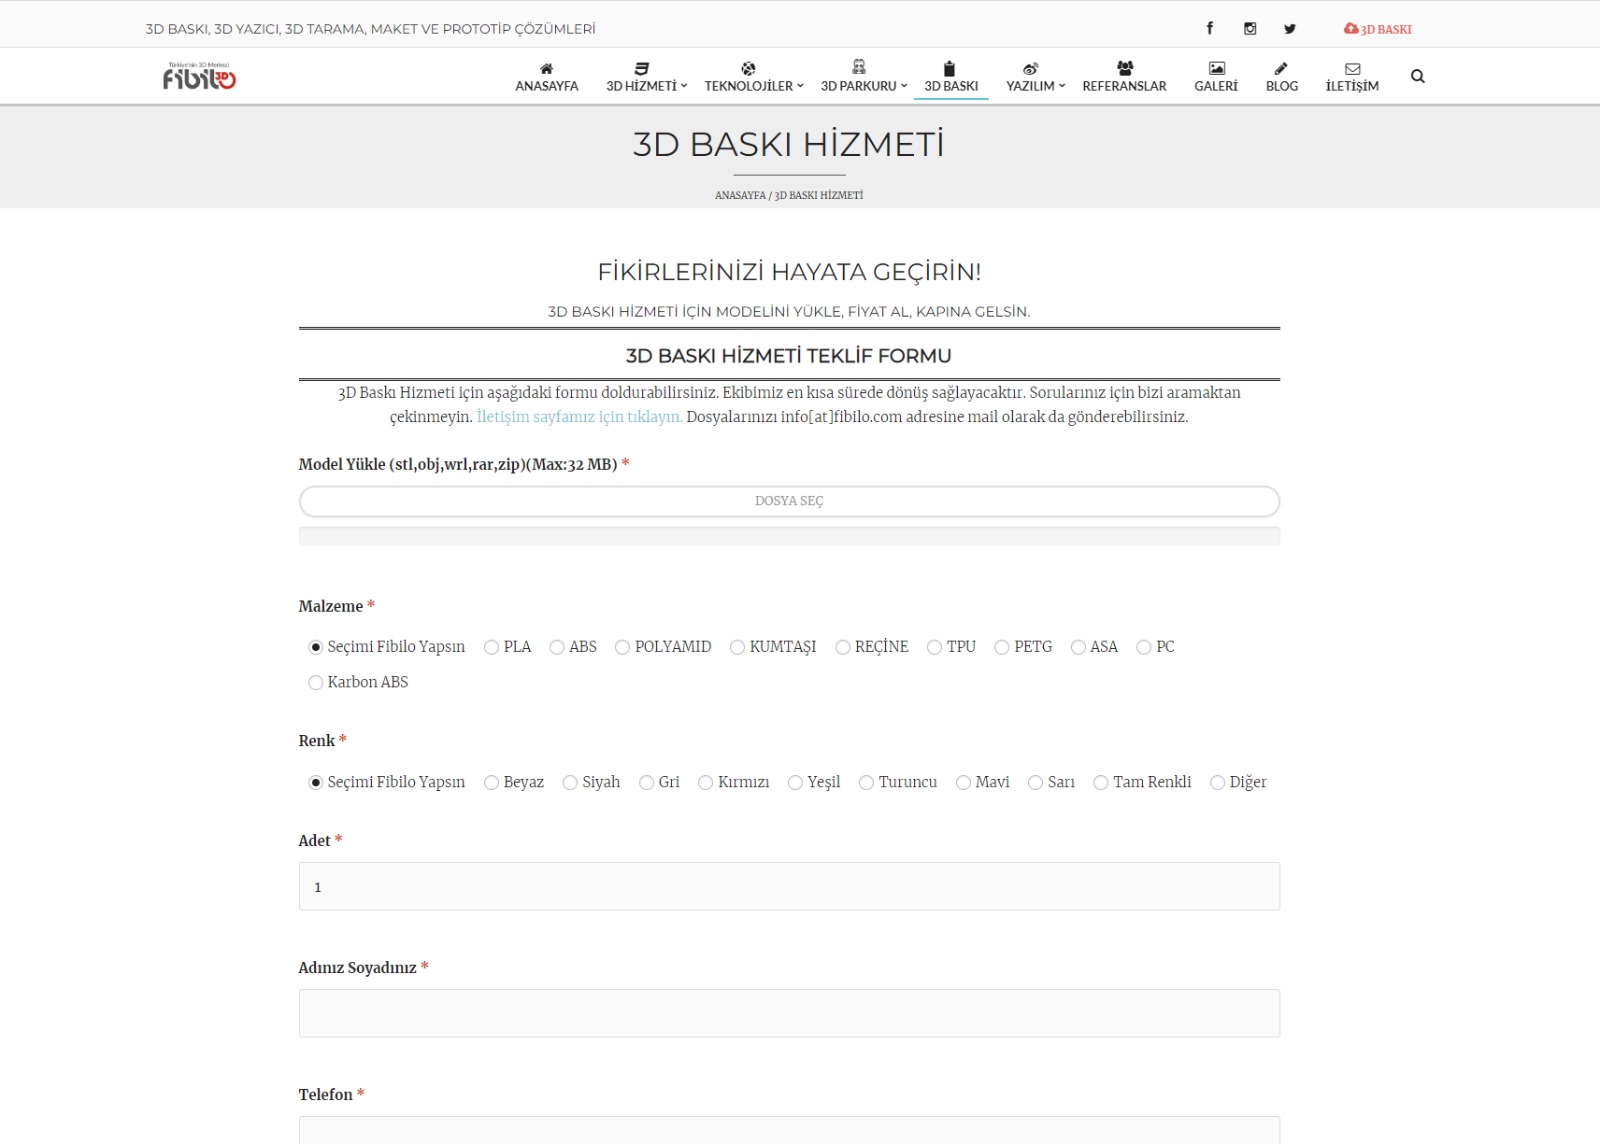 3D BASKI, 3D YAZICI, 3D TARAMA, MAKET VE PROTOTİP ÇÖZÜMLERİ
3D BASKI
Türkiye'nin 3D Merkezi
fibilo 3D
ANASAYFA
3D HİZMETİ
TEKNOLOJİLER
3D PARKURU
3D BASKI
YAZILIM
REFERANSLAR
GALERİ
BLOG
İLETİŞİM
3D BASKI HİZMETİ
ANASAYFA / 3D BASKI HİZMETİ
FİKİRLERİNİZİ HAYATA GEÇİRİN!
3D BASKI HİZMETİ İÇİN MODELİNİ YÜKLE, FİYAT AL, KAPINA GELSİN.
3D BASKI HİZMETİ TEKLİF FORMU
3D Baskı Hizmeti için aşağıdaki formu doldurabilirsiniz. Ekibimiz en kısa sürede dönüş sağlayacaktır. Sorularınız için bizi aramaktan
çekinmeyin. İletişim sayfamız için tıklayın. Dosyalarınızı info[at]fibilo.com adresine mail olarak da gönderebilirsiniz.
Model Yükle (stl,obj,wrl,rar,zip)(Max:32 MB) *
DOSYA SEÇ
Malzeme *
Seçimi Fibilo Yapsın PLA ABS POLYAMID KUMTAŞI REÇİNE TPU PETG ASA PC
Karbon ABS
Renk *
Seçimi Fibilo Yapsın Beyaz Siyah Gri Kırmızı Yeşil Turuncu Mavi Sarı Tam Renkli Diğer
Adet *
1
Adınız Soyadınız *
Telefon *